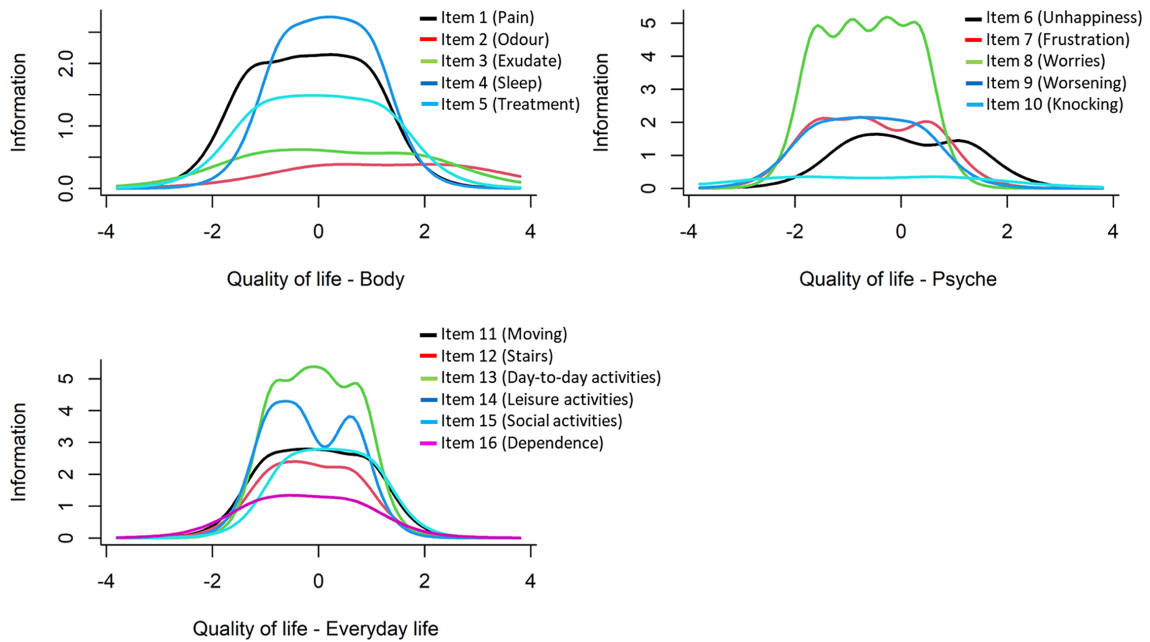 Item 1 (Pain)
Item 2 (Odour)
Item 3 (Exudate)
Item 4 (Sleep)
Item 5 (Treatment)
Information
0.0 1.0 2.0
-4 -2 0 2 4
Quality of life - Body
Item 6 (Unhappiness)
Item 7 (Frustration)
Item 8 (Worries)
Item 9 (Worsening)
Item 10 (Knocking)
Information
0 1 2 3 4 5
-4 -2 0 2 4
Quality of life - Psyche
Item 11 (Moving)
Item 12 (Stairs)
Item 13 (Day-to-day activities)
Item 14 (Leisure activities)
Item 15 (Social activities)
Item 16 (Dependence)
Information
0 1 2 3 4 5
-4 -2 0 2 4
Quality of life - Everyday life